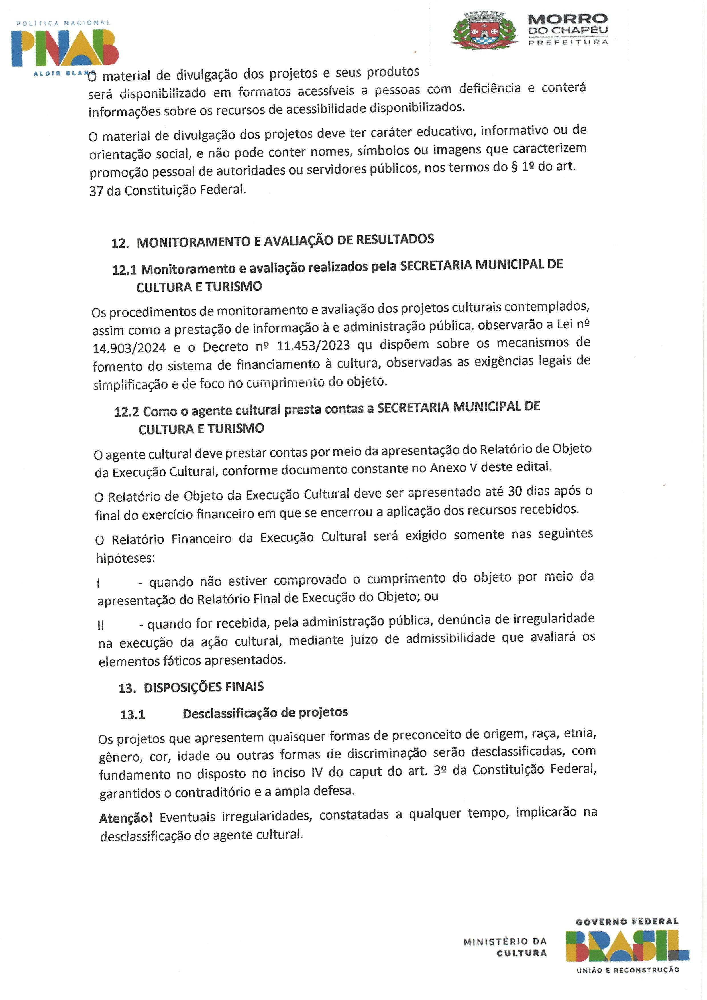 POLÍTICA NACIONAL
PNAB
ALDIR BLANC
MORRO
DO CHAPÉU
PREFEITURA
MORRO DO CHAPÉU
O material de divulgação dos projetos e seus produtos
será disponibilizado em formatos acessíveis a pessoas com deficiência e conterá
informações sobre os recursos de acessibilidade disponibilizados.
O material de divulgação dos projetos deve ter caráter educativo, informativo ou de
orientação social, e não pode conter nomes, símbolos ou imagens que caracterizem
promoção pessoal de autoridades ou servidores públicos, nos termos do § 1º do art.
37 da Constituição Federal.
12. MONITORAMENTO E AVALIAÇÃO DE RESULTADOS
12.1 Monitoramento e avaliação realizados pela SECRETARIA MUNICIPAL DE
CULTURA E TURISMO
Os procedimentos de monitoramento e avaliação dos projetos culturais contemplados,
assim como a prestação de informação à e administração pública, observarão a Lei nº
14.903/2024 e o Decreto nº 11.453/2023 qu dispõem sobre os mecanismos de
fomento do sistema de financiamento à cultura, observadas as exigências legais de
simplificação e de foco no cumprimento do objeto.
12.2 Como o agente cultural presta contas a SECRETARIA MUNICIPAL DE
CULTURA E TURISMO
O agente cultural deve prestar contas por meio da apresentação do Relatório de Objeto
da Execução Cultural, conforme documento constante no Anexo V deste edital.
O Relatório de Objeto da Execução Cultural deve ser apresentado até 30 dias após o
final do exercício financeiro em que se encerrou a aplicação dos recursos recebidos.
O Relatório Financeiro da Execução Cultural será exigido somente nas seguintes
hipóteses:
I - quando não estiver comprovado o cumprimento do objeto por meio da
apresentação do Relatório Final de Execução do Objeto; ou
II - quando for recebida, pela administração pública, denúncia de irregularidade
na execução da ação cultural, mediante juízo de admissibilidade que avaliará os
elementos fáticos apresentados.
13. DISPOSIÇÕES FINAIS
13.1 Desclassificação de projetos
Os projetos que apresentem quaisquer formas de preconceito de origem, raça, etnia,
gênero, cor, idade ou outras formas de discriminação serão desclassificadas, com
fundamento no disposto no inciso IV do caput do art. 3º da Constituição Federal,
garantidos o contraditório e a ampla defesa.
Atenção! Eventuais irregularidades, constatadas a qualquer tempo, implicarão na
desclassificação do agente cultural.
MINISTÉRIO DA
CULTURA
GOVERNO FEDERAL
BRASIL
UNIÃO E RECONSTRUÇÃO